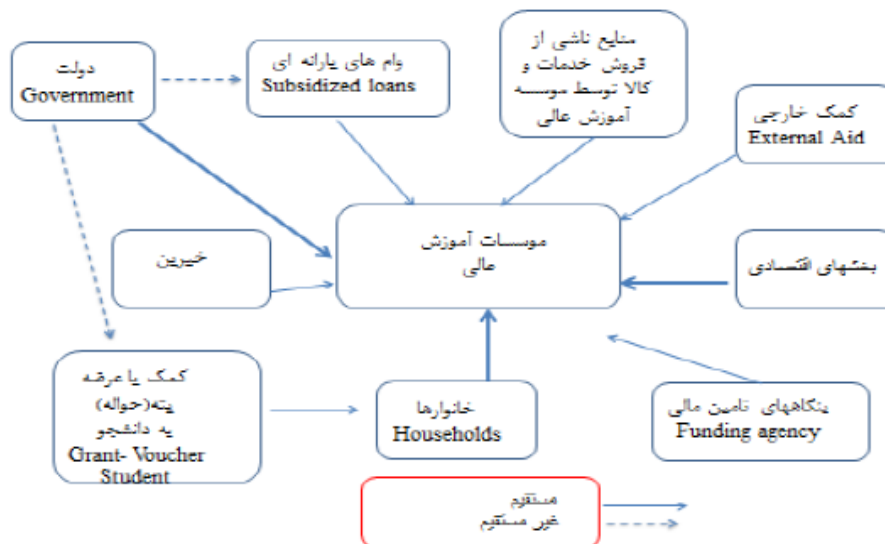 دولت
Government
وام های یارانه ای
Subsidized loans
منابع ناشی از
فروش خدمات و
کالا توسط موسسه
آموزش عالی
کمک خارجی
External Aid
موسسات آموزش
عالی
خیرین
بخشهای اقتصادی
کمک یا عرضه
پته(حواله)
به دانشجو
Grant- Voucher
Student
خانوارها
Households
بنگاههای تامین مالی
Funding agency
مستقیم
غیر مستقیم